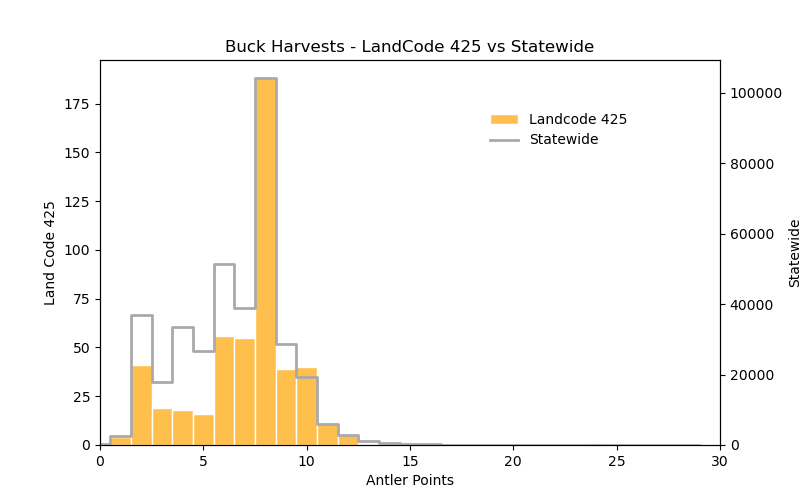 Buck Harvests - LandCode 425 vs Statewide
Landcode 425
Statewide
Land Code 425
175
150
125
100
75
50
25
0
100000
80000
60000
40000
20000
0
Statewide
0 5 10 15 20 25 30
Antler Points